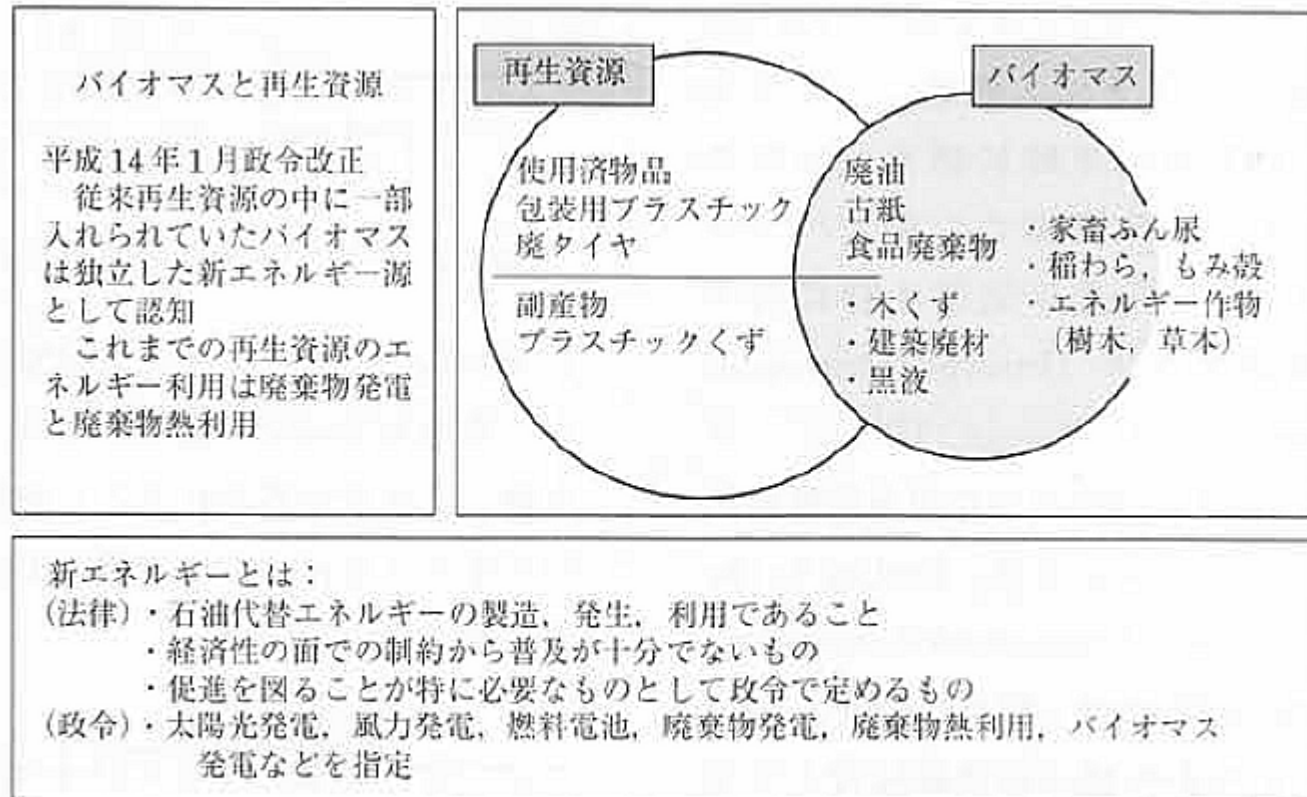 バイオマスと再生資源
平成14年1月政令改正
　従来再生資源の中に一部
入れられていたバイオマス
は独立した新エネルギー源
として認知
　これまでの再生資源のエ
ネルギー利用は廃棄物発電
と廃棄物熱利用
再生資源
バイオマス
使用済物品
包装用プラスチック
廃タイヤ
副産物
プラスチックくず
廃油
古紙
食品廃棄物
・木くず
・建築廃材
・黒液
・家畜ふん尿
・稲わら，もみ殻
・エネルギー作物
(樹木，草本)
新エネルギーとは：
(法律)・石油代替エネルギーの製造，発生，利用であること
・経済性の面での制約から普及が十分でないもの
・促進を図ることが特に必要なものとして政令で定めるもの
(政令)・太陽光発電，風力発電，燃料電池，廃棄物発電，廃棄物熱利用，バイオマス
発電などを指定